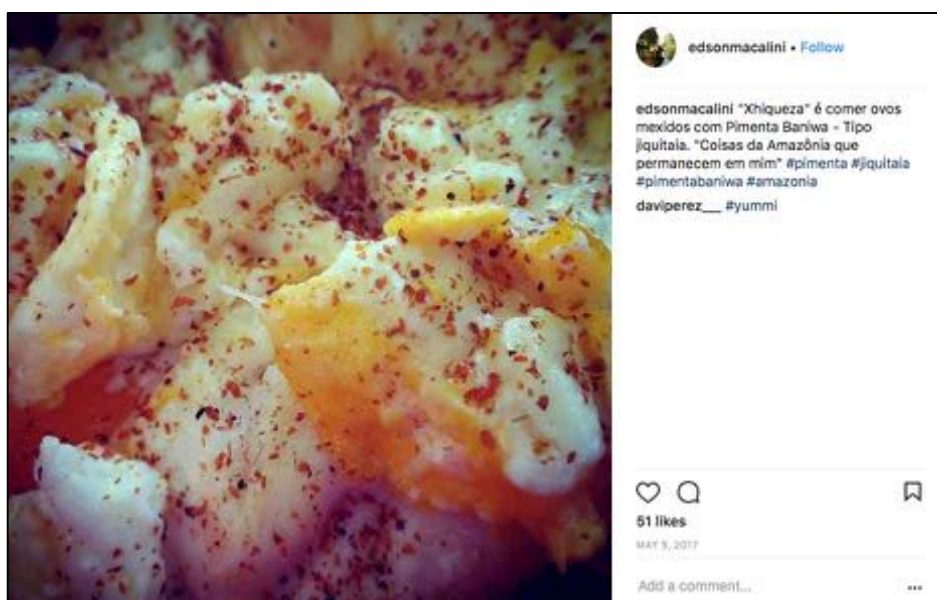 edsonmacalini • Follow
edsonmacalini "Xhiqueza" é comer ovos
mexidos com Pimenta Baniwa - Tipo
jiquitaia. "Coisas da Amazônia que
permanecem em mim" #pimenta #jiquitaia
#pimentabaniwa #amazonia
daviperez___ #yummi
51 likes
MAY 5, 2017
Add a comment...